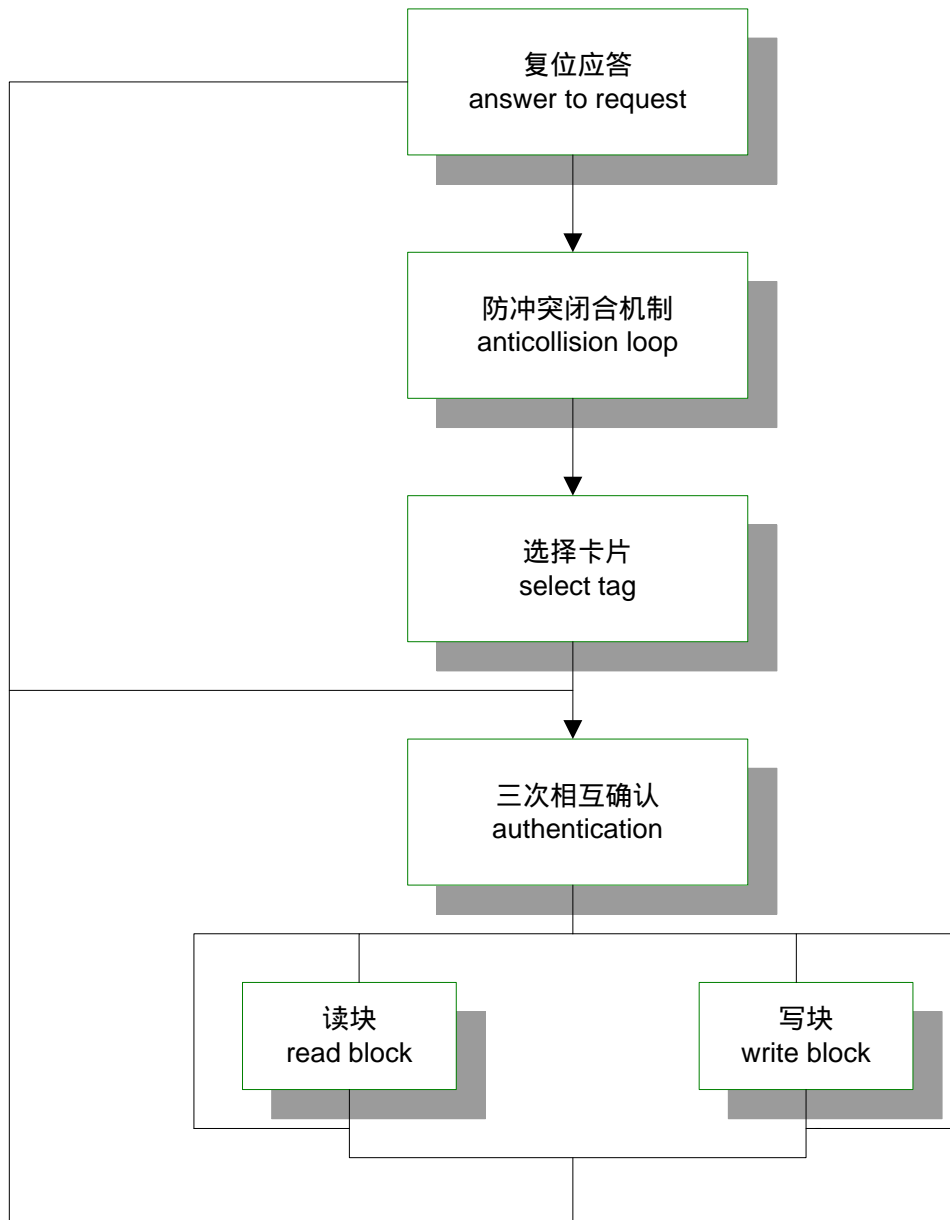 复位应答
answer to request
防冲突闭合机制
anticollision loop
选择卡片
select tag
三次相互确认
authentication
读块
read block
写块
write block